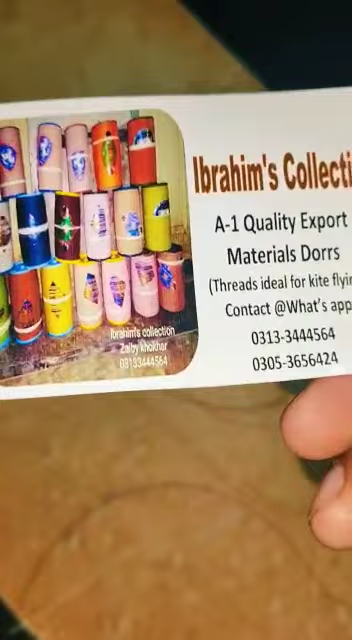 Ibrahim's Collecti
A-1 Quality Export
Materials Dorrs
(Threads ideal for kite flyin
Contact @What's app
0313-3444564
0305-3656424
Ibrahim's collection
Zalby khokhar
03133444564